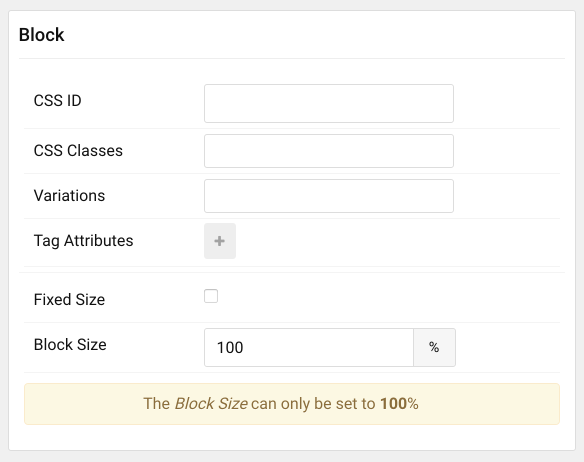 Block
CSS ID
CSS Classes
Variations
Tag Attributes
+
Fixed Size
Block Size 100 %
The Block Size can only be set to 100%